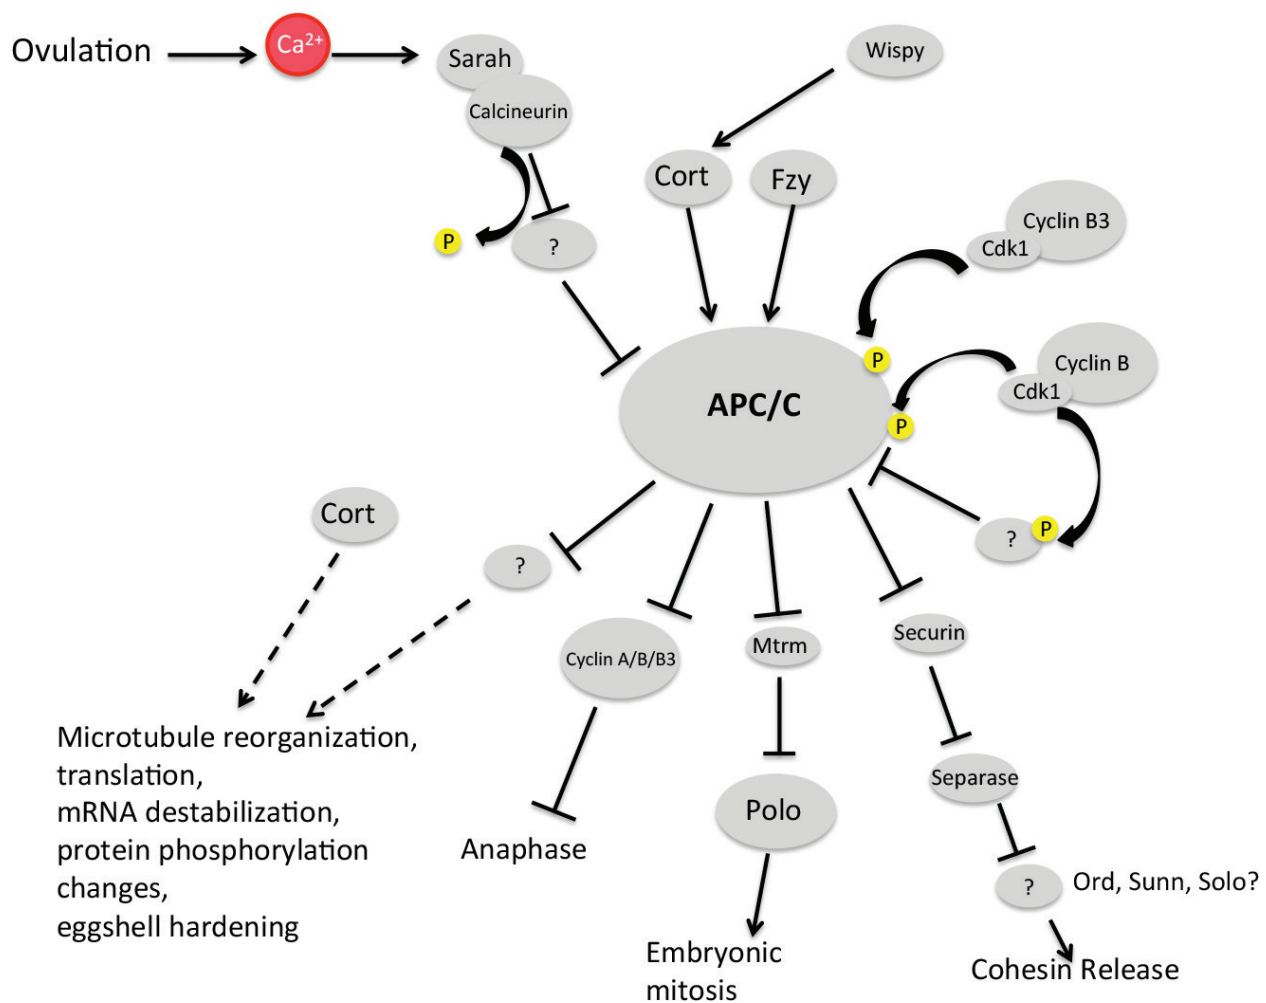 Ovulation
Ca2+
Sarah
Calcineurin
P
?
Wispy
Cort
Fzy
Cyclin B3
Cdk1
P
Cyclin B
Cdk1
P
APC/C
?
P
Cort
?
Cyclin A/B/B3
Mtrm
Securin
Microtubule reorganization,
translation,
mRNA destabilization,
protein phosphorylation
changes,
eggshell hardening
Anaphase
Polo
Embryonic
mitosis
Separase
?
Ord, Sunn, Solo?
Cohesin Release